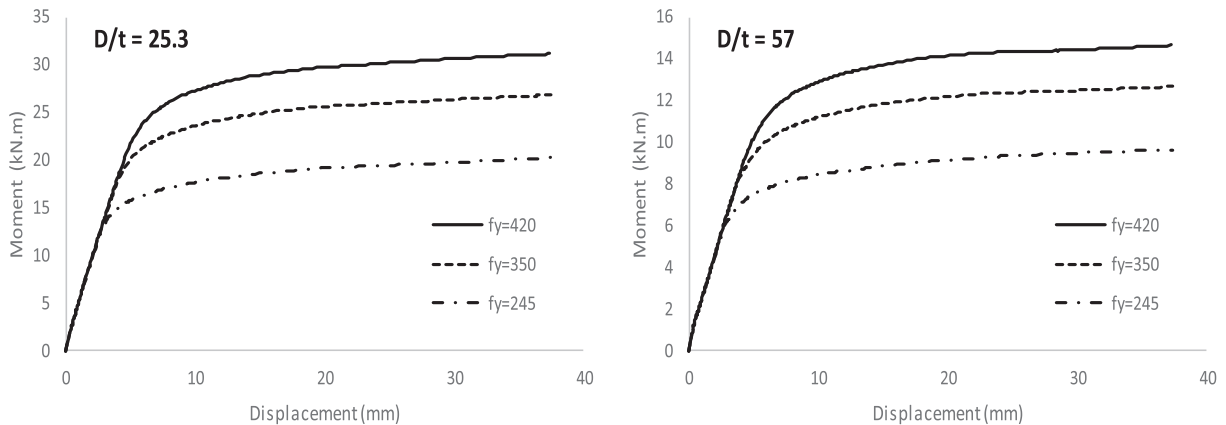 D/t = 25.3
35
30
25
20
15
10
5
0
Moment (kN.m)
fy=420
fy=350
fy=245
0 10 20 30 40
Displacement (mm)
D/t = 57
16
14
12
10
8
6
4
2
0
Moment (kN.m)
fy=420
fy=350
fy=245
0 10 20 30 40
Displacement (mm)